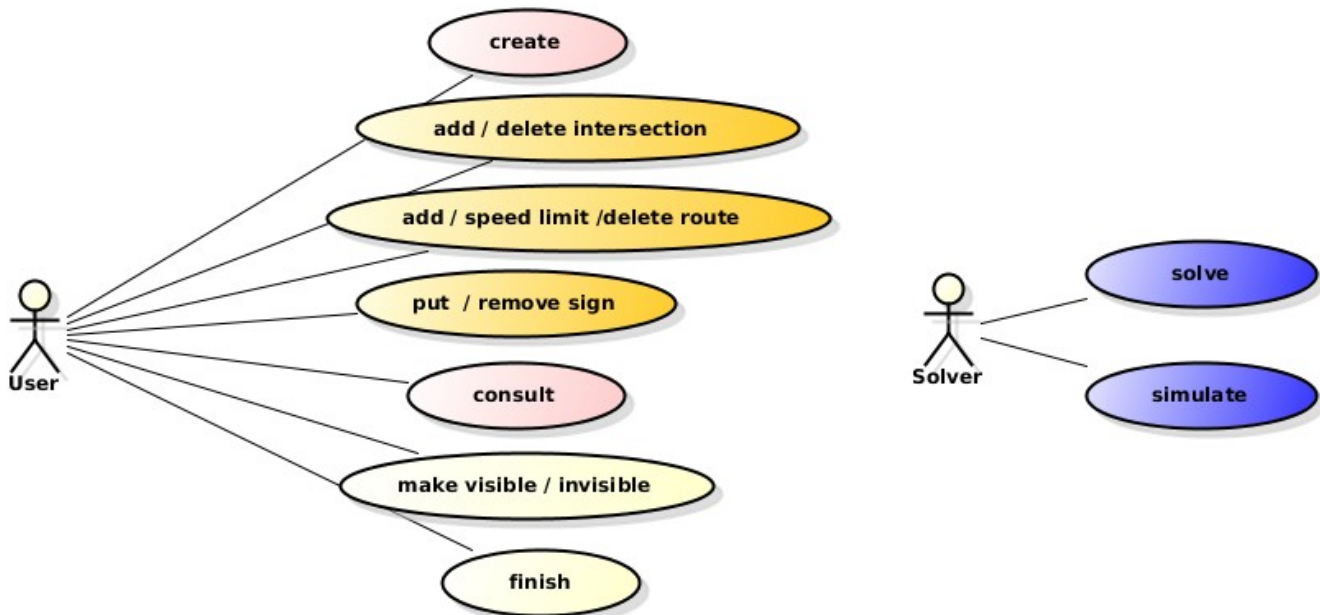 create
add / delete intersection
add / speed limit /delete route
put / remove sign
User
consult
make visible / invisible
finish
solve
Solver
simulate